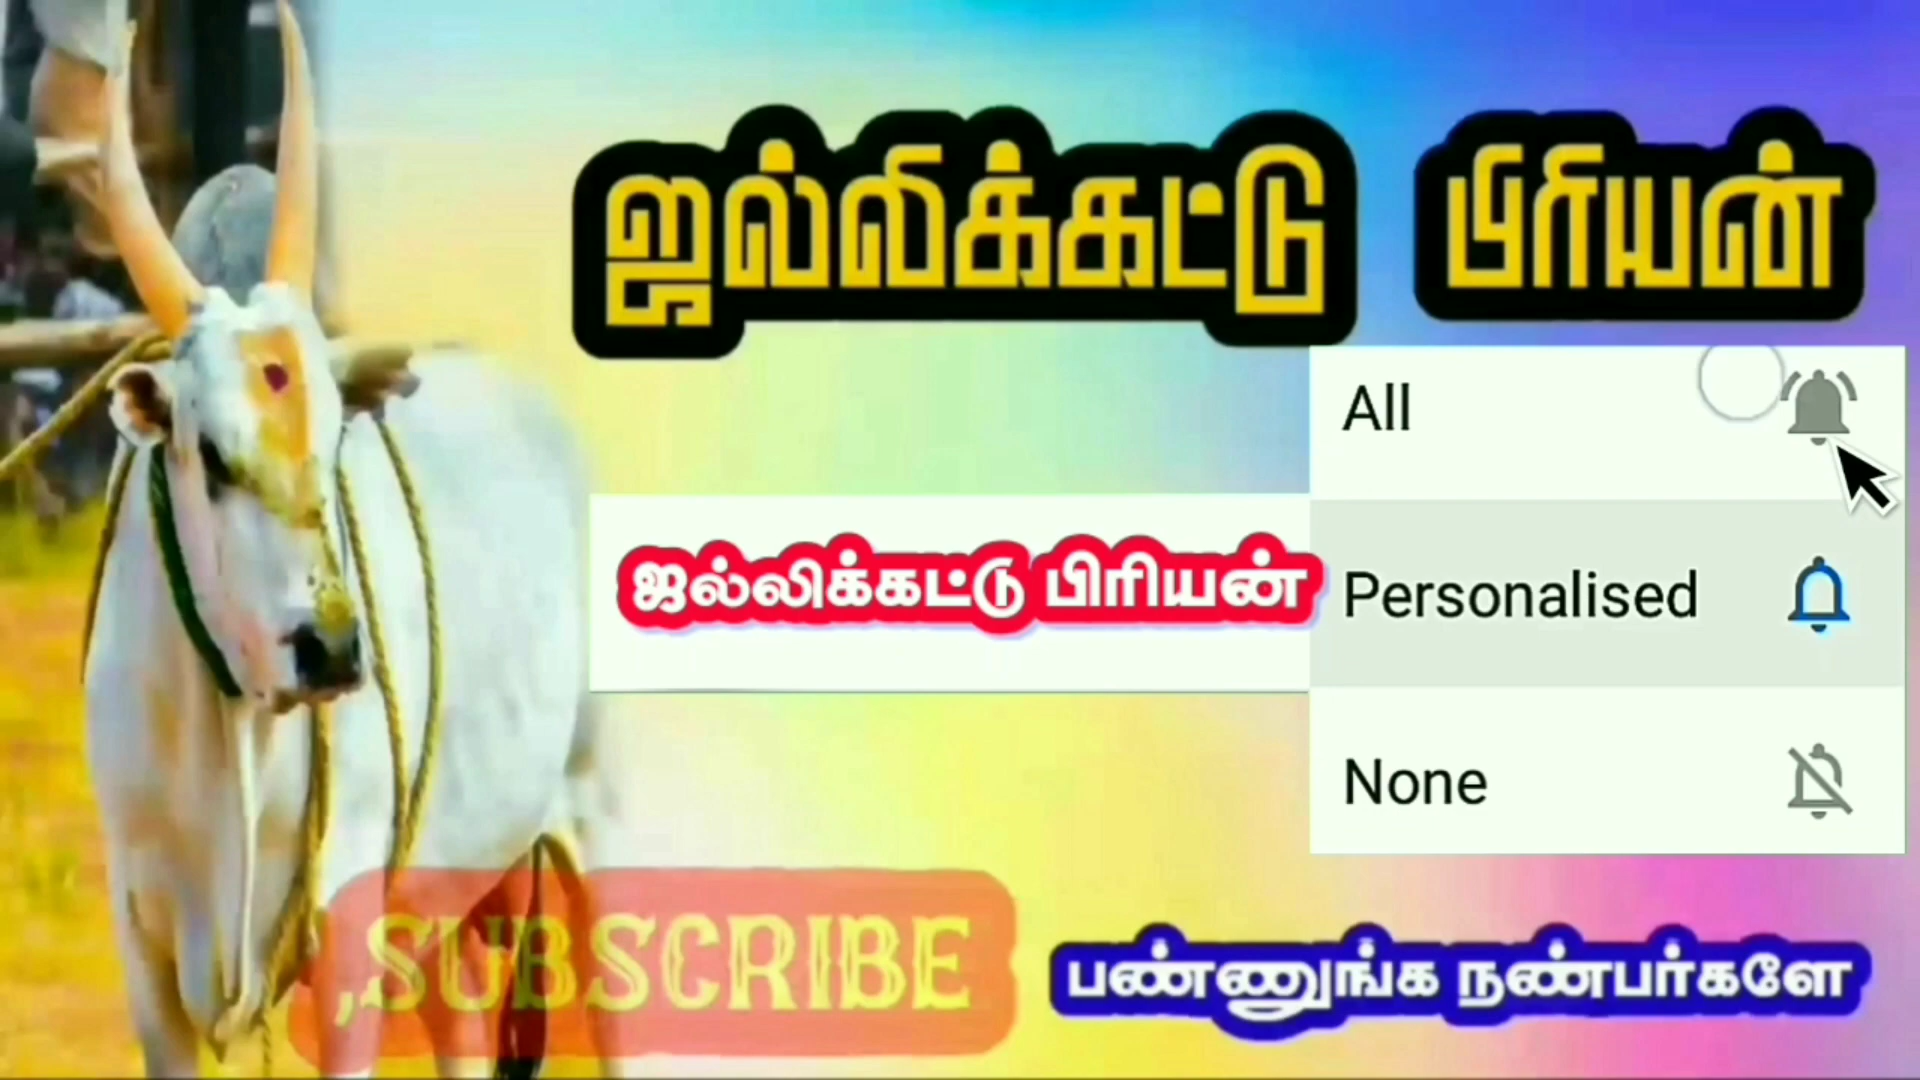 ஜல்லிக்கட்டு பிரியன்
All
ஜல்லிக்கட்டு பிரியன்
Personalised
None
,SUBSCRIBE பண்ணுங்க நண்பர்களே